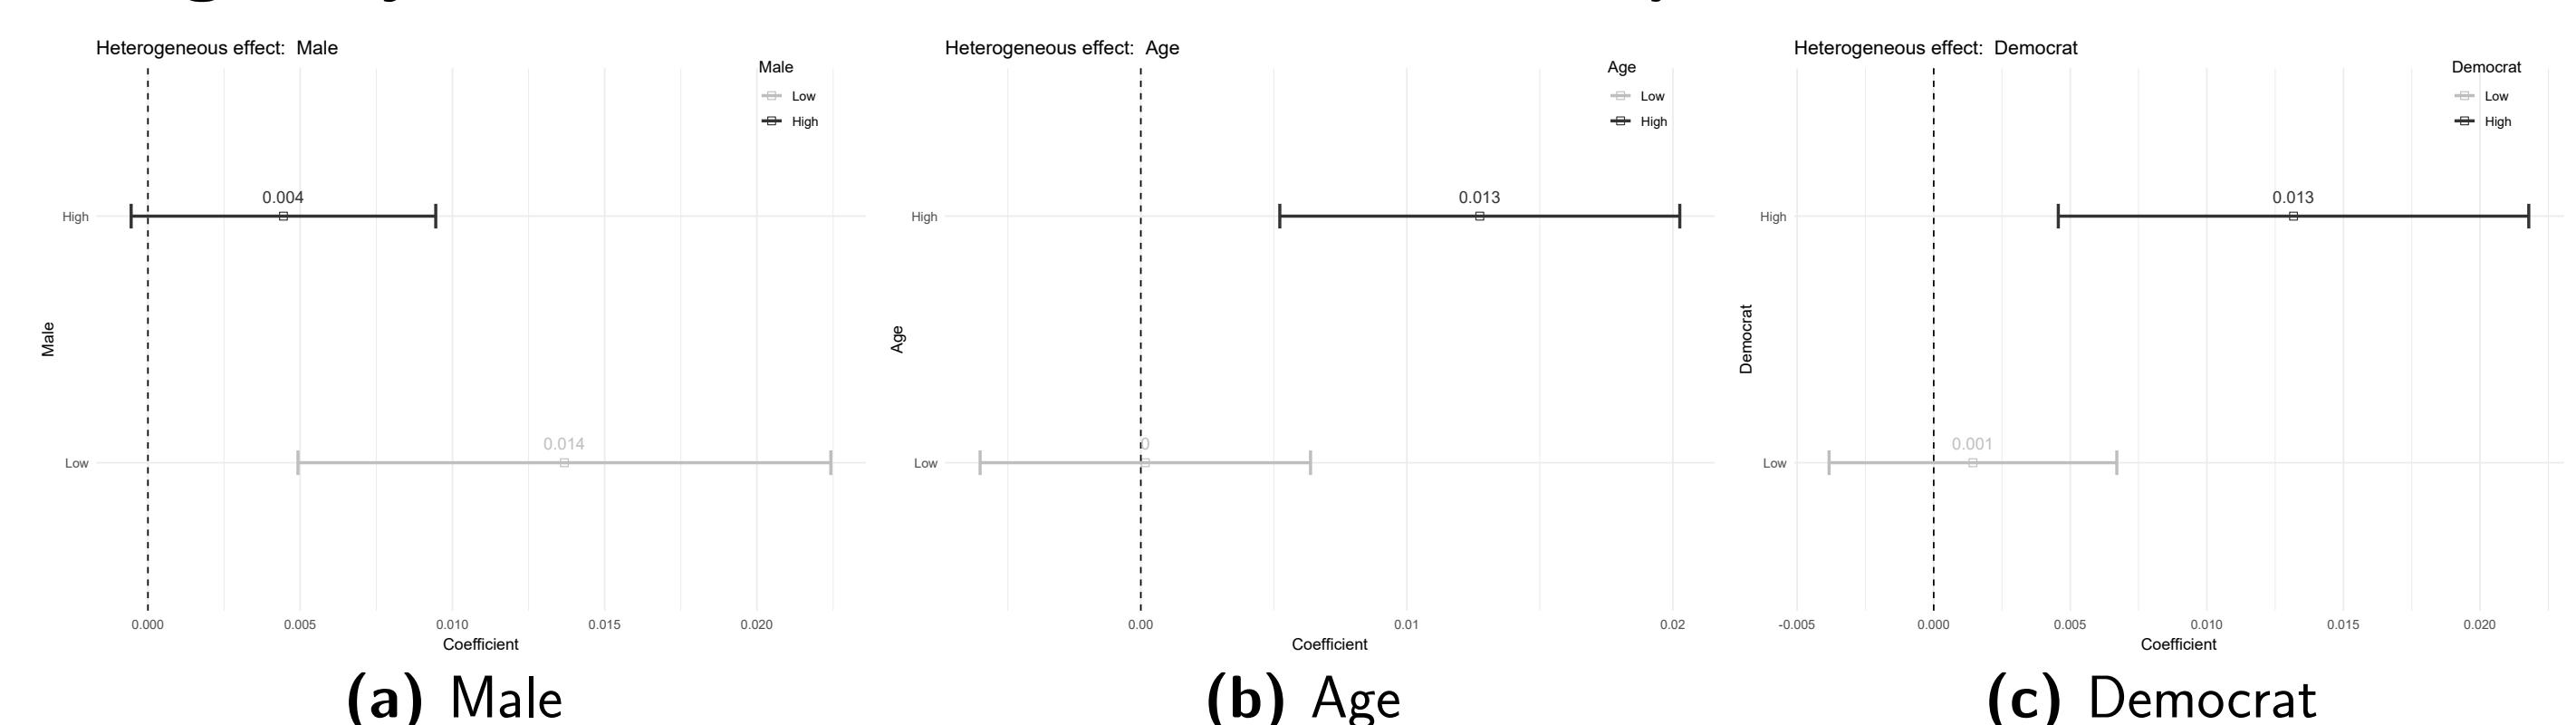 Heterogeneous effect:  Male
Male
Low
High
0.004
High
Male
0.014
Low
0.000 0.005 0.010 0.015 0.020
Coefficient
(a) Male
Heterogeneous effect:  Age
Age
Low
High
0.013
High
Age
0
Low
0.00 0.01 0.02
Coefficient
(b) Age
Heterogeneous effect:  Democrat
Democrat
Low
High
0.013
High
Democrat
0.001
Low
-0.005 0.000 0.005 0.010 0.015 0.020
Coefficient
(c) Democrat